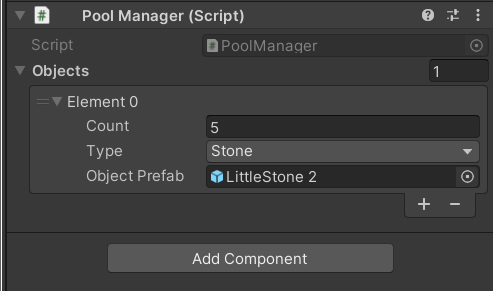 Pool Manager (Script)
Script PoolManager
Objects 1
Element 0
Count 5
Type Stone
Object Prefab LittleStone 2
+ −
Add Component